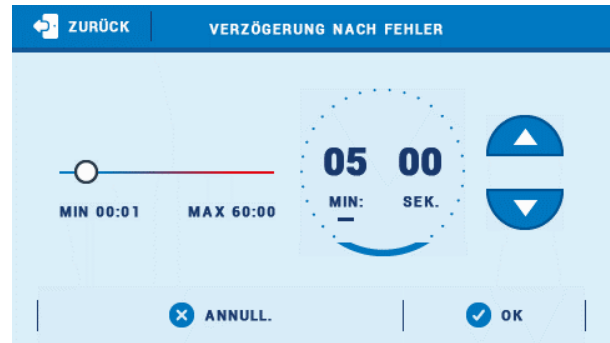 ZURÜCK VERZÖGERUNG NACH FEHLER
05 00
MIN: SEK.
MIN 00:01 MAX 60:00
ANNULL. OK